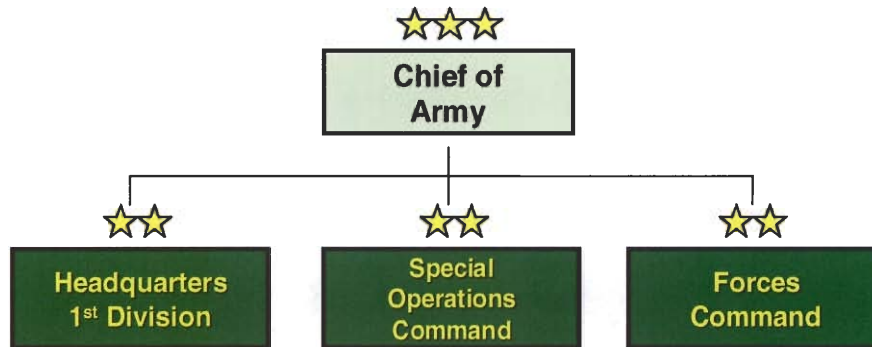 Chief of
Army
Headquarters
1st Division
Special
Operations
Command
Forces
Command